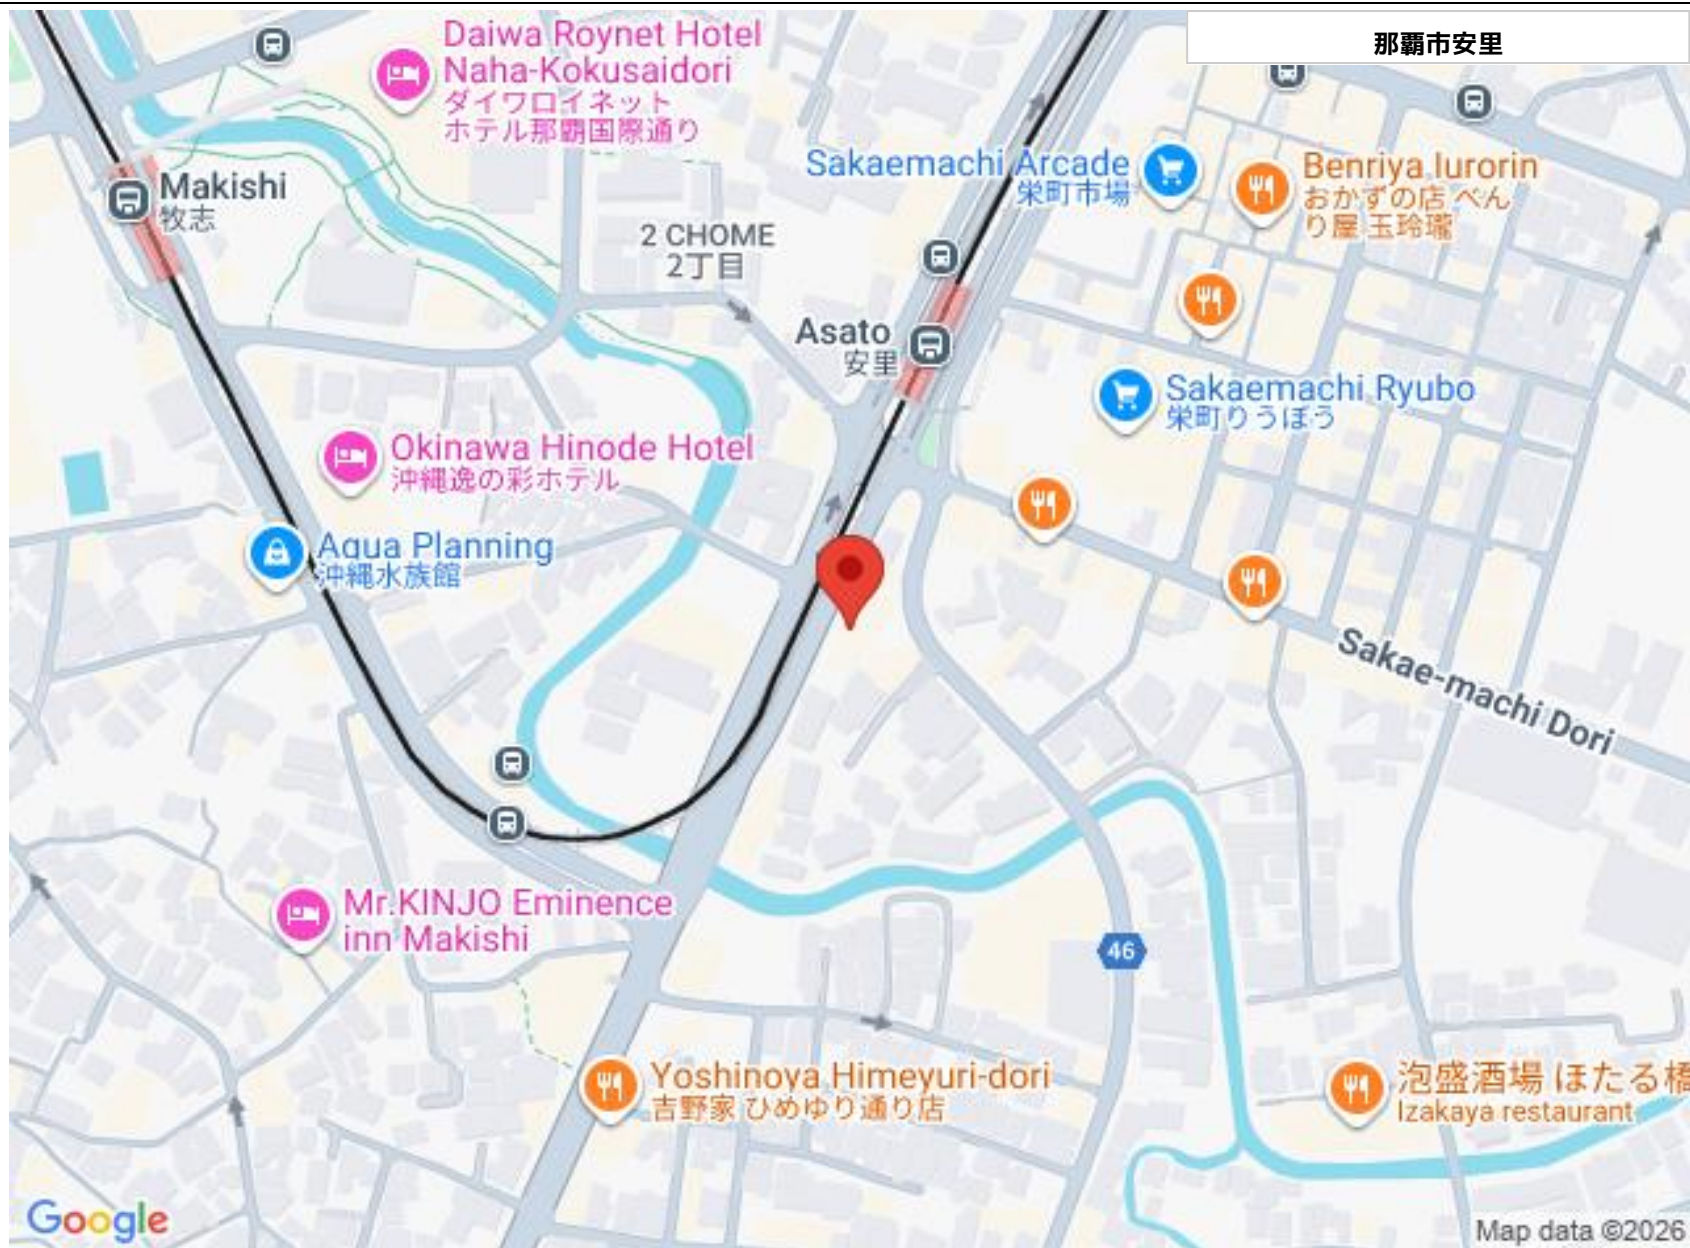 那覇市安里
Daiwa Roynet Hotel
Naha-Kokusaidori
ダイワロイネット
ホテル那覇国際通り
Sakaemachi Arcade
栄町市場
Benriya Iurorin
おかずの店 べん
り屋 玉玲瓏
Makishi
牧志
2 CHOME
2丁目
Asato
安里
Sakaemachi Ryubo
栄町りうぼう
Okinawa Hinode Hotel
沖縄逸の彩ホテル
Aqua Planning
沖縄水族館
Sakae-machi Dori
Mr.KINJO Eminence
inn Makishi
46
Yoshinoya Himeyuri-dori
吉野家 ひめゆり通り店
泡盛酒場 ほたる橋
Izakaya restaurant
Google
Map data ©2026